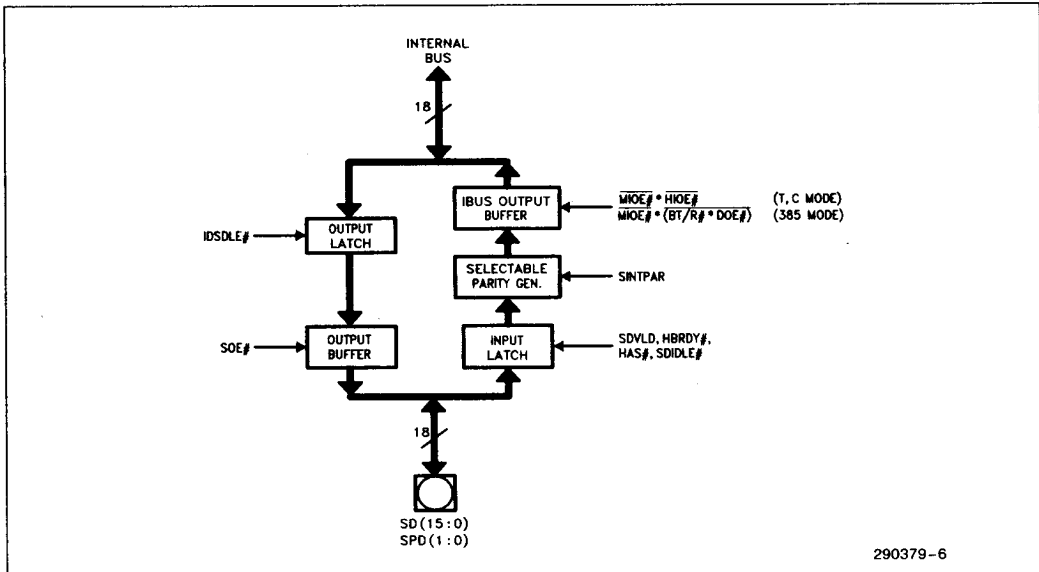 INTERNAL
BUS
18
IBUS OUTPUT
BUFFER
MIOE# • HIOE# (T, C MODE)
MIOE# • (BT/R# • DOE#) (385 MODE)
IDSDLE#
OUTPUT
LATCH
SELECTABLE
PARITY GEN.
SINTPAR
SOE#
OUTPUT
BUFFER
INPUT
LATCH
SDVLD, HBRDY#,
HAS#, SDIDLE#
18
SD(15:0)
SPD(1:0)
290379-6